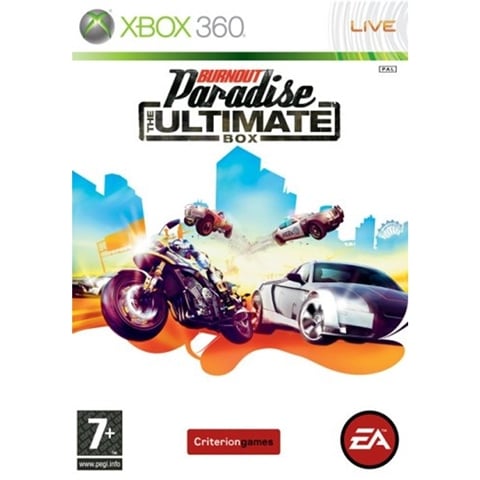 XBOX 360
LIVE
PAL
BURNOUT
Paradise
THE ULTIMATE
BOX
7+
www.pegi.info
Criteriongames
EA